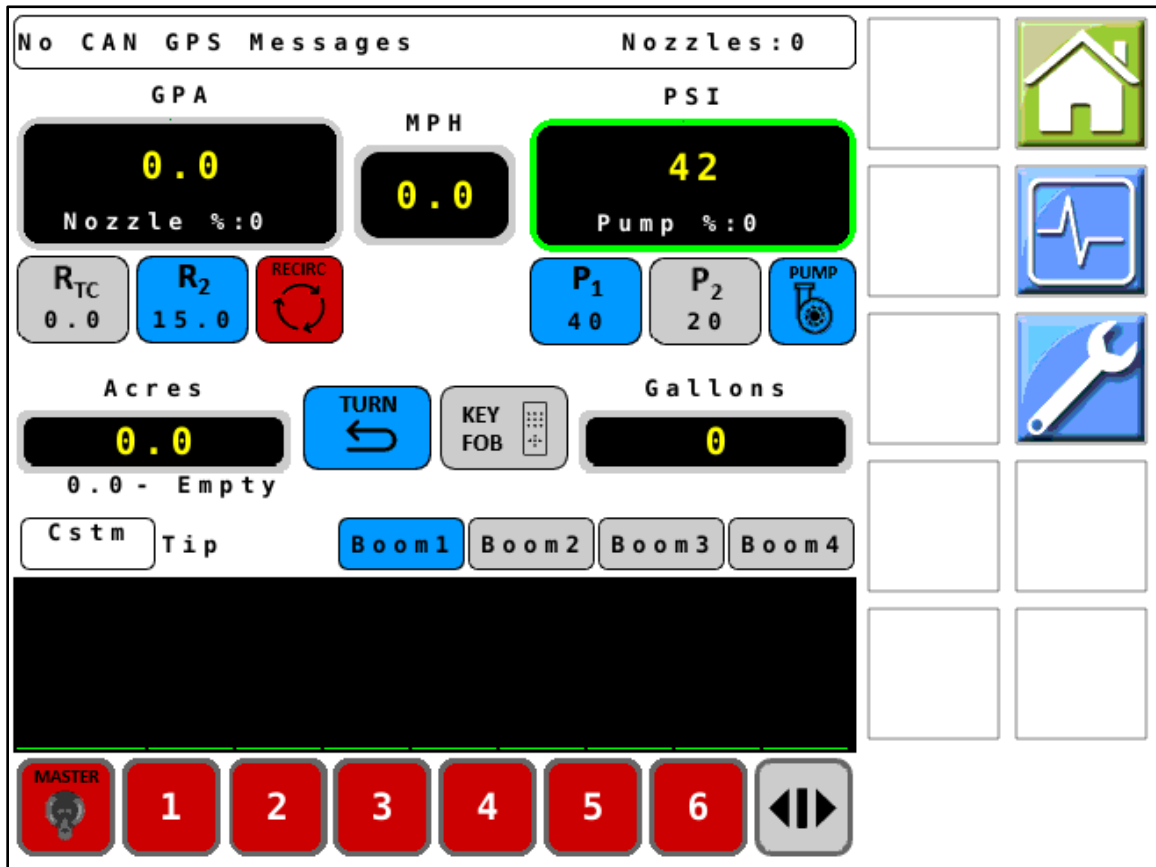 No CAN GPS Messages Nozzles:0
GPA
MPH
PSI
0.0
Nozzle %:0
0.0
42
Pump %:0
RTC
0.0
R2
15.0
RECIRC
P1
40
P2
20
PUMP
Acres
0.0
0.0- Empty
TURN
KEY
FOB
Gallons
0
Cstm Tip
Boom1 Boom2 Boom3 Boom4
MASTER 1 2 3 4 5 6